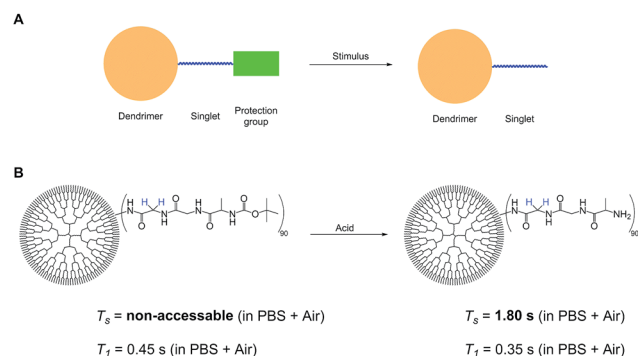 A
Stimulus
Dendrimer Singlet Protection group
Dendrimer Singlet
B
H H
H N O N H O H N O N H O O 90
Acid
H H
H N O N H O H N O NH2 90
Ts = non-accessable (in PBS + Air)
T1 = 0.45 s (in PBS + Air)
Ts = 1.80 s (in PBS + Air)
T1 = 0.35 s (in PBS + Air)